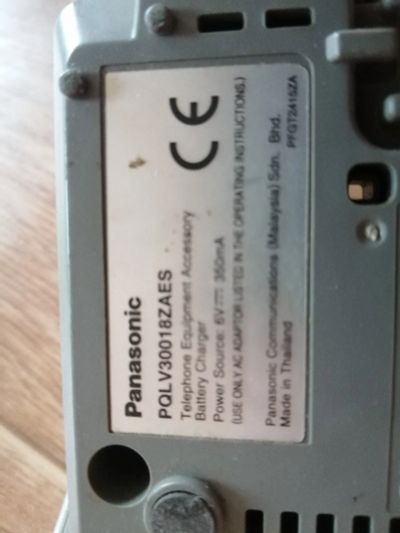 Panasonic
PQLV30018ZAES
Telephone Equipment Accessory
Battery Charger
Power Source: 6V⎓ 350mA
(USE ONLY AC ADAPTOR LISTED IN THE OPERATING INSTRUCTIONS.)
Panasonic Communications (Malaysia) Sdn. Bhd.
Made in Thailand
PFGT2415ZA
CE